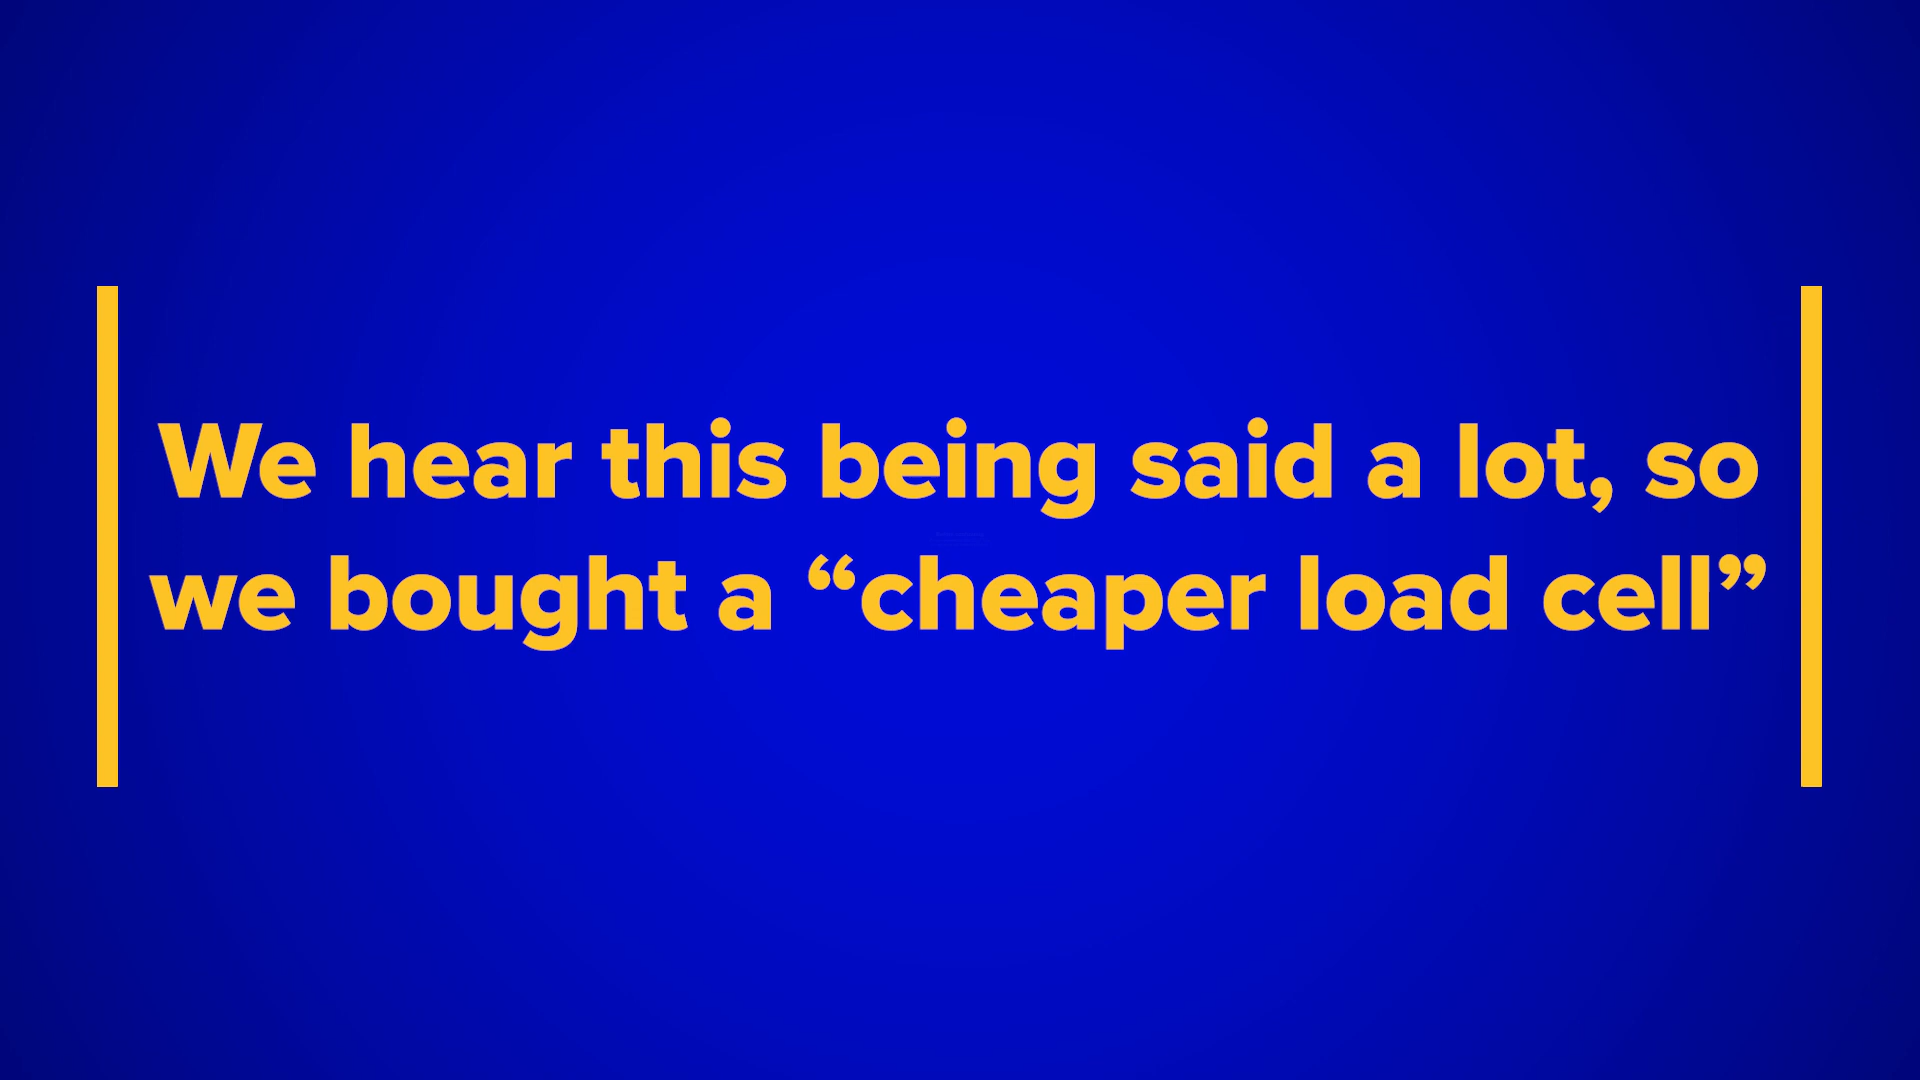 We hear this being said a lot, so
we bought a “cheaper load cell”